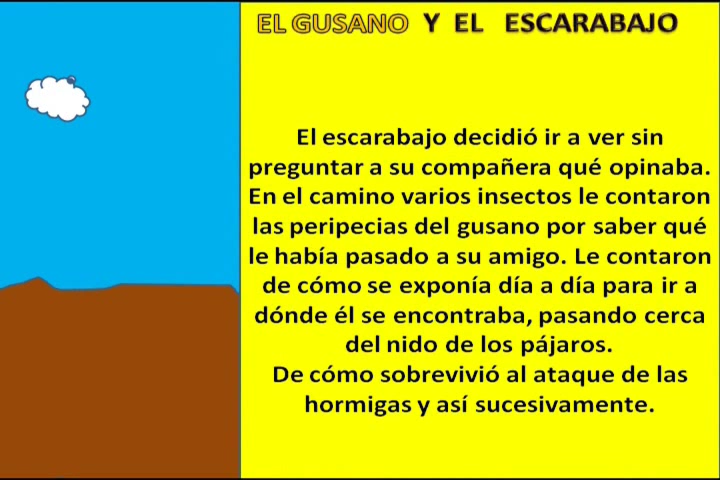 EL GUSANO Y EL ESCARABAJO
El escarabajo decidió ir a ver sin
preguntar a su compañera qué opinaba.
En el camino varios insectos le contaron
las peripecias del gusano por saber qué
le había pasado a su amigo. Le contaron
de cómo se exponía día a día para ir a
dónde él se encontraba, pasando cerca
del nido de los pájaros.
De cómo sobrevivió al ataque de las
hormigas y así sucesivamente.